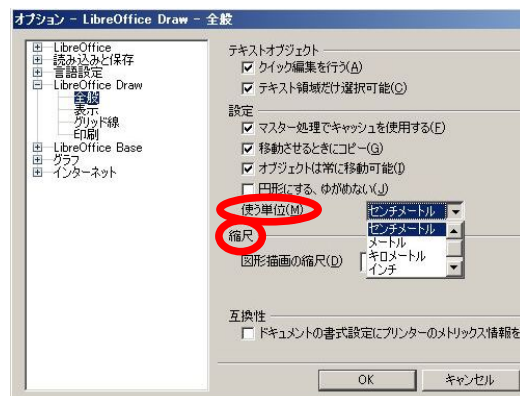 オプション - LibreOffice Draw - 全般
LibreOffice
読み込みと保存
言語設定
LibreOffice Draw
全般
表示
グリッド線
印刷
LibreOffice Base
グラフ
インターネット
テキストオブジェクト
クイック編集を行う(A)
テキスト領域だけ選択可能(C)
設定
マスター処理でキャッシュを使用する(E)
移動させるときにコピー(G)
オブジェクトは常に移動可能(I)
円形にする、ゆがめない(J)
使う単位(M) センチメートル
センチメートル
メートル
キロメートル
インチ
縮尺
図形描画の縮尺(D)
互換性
ドキュメントの書式設定にプリンターのメトリックス情報を
OK キャンセル